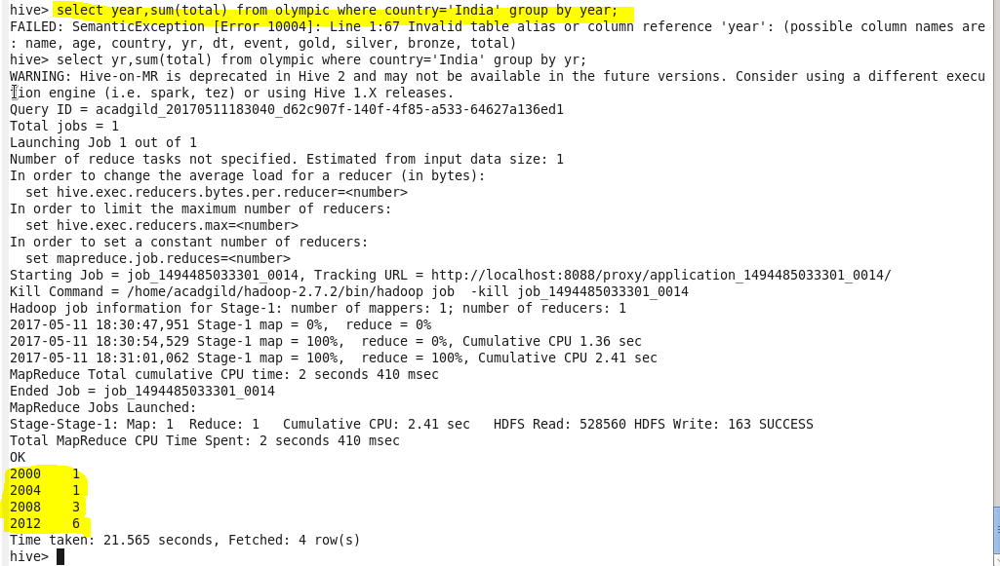 hive> select year,sum(total) from olympic where country='India' group by year;
FAILED: SemanticException [Error 10004]: Line 1:67 Invalid table alias or column reference 'year': (possible column names are
: name, age, country, yr, dt, event, gold, silver, bronze, total)
hive> select yr,sum(total) from olympic where country='India' group by yr;
WARNING: Hive-on-MR is deprecated in Hive 2 and may not be available in the future versions. Consider using a different execu
tion engine (i.e. spark, tez) or using Hive 1.X releases.
Query ID = acadgild_20170511183040_d62c907f-140f-4f85-a533-64627a136ed1
Total jobs = 1
Launching Job 1 out of 1
Number of reduce tasks not specified. Estimated from input data size: 1
In order to change the average load for a reducer (in bytes):
  set hive.exec.reducers.bytes.per.reducer=<number>
In order to limit the maximum number of reducers:
  set hive.exec.reducers.max=<number>
In order to set a constant number of reducers:
  set mapreduce.job.reduces=<number>
Starting Job = job_1494485033301_0014, Tracking URL = http://localhost:8088/proxy/application_1494485033301_0014/
Kill Command = /home/acadgild/hadoop-2.7.2/bin/hadoop job  -kill job_1494485033301_0014
Hadoop job information for Stage-1: number of mappers: 1; number of reducers: 1
2017-05-11 18:30:47,951 Stage-1 map = 0%,  reduce = 0%
2017-05-11 18:30:54,529 Stage-1 map = 100%,  reduce = 0%, Cumulative CPU 1.36 sec
2017-05-11 18:31:01,062 Stage-1 map = 100%,  reduce = 100%, Cumulative CPU 2.41 sec
MapReduce Total cumulative CPU time: 2 seconds 410 msec
Ended Job = job_1494485033301_0014
MapReduce Jobs Launched:
Stage-Stage-1: Map: 1  Reduce: 1   Cumulative CPU: 2.41 sec   HDFS Read: 528560 HDFS Write: 163 SUCCESS
Total MapReduce CPU Time Spent: 2 seconds 410 msec
OK
2000    1
2004    1
2008    3
2012    6
Time taken: 21.565 seconds, Fetched: 4 row(s)
hive>